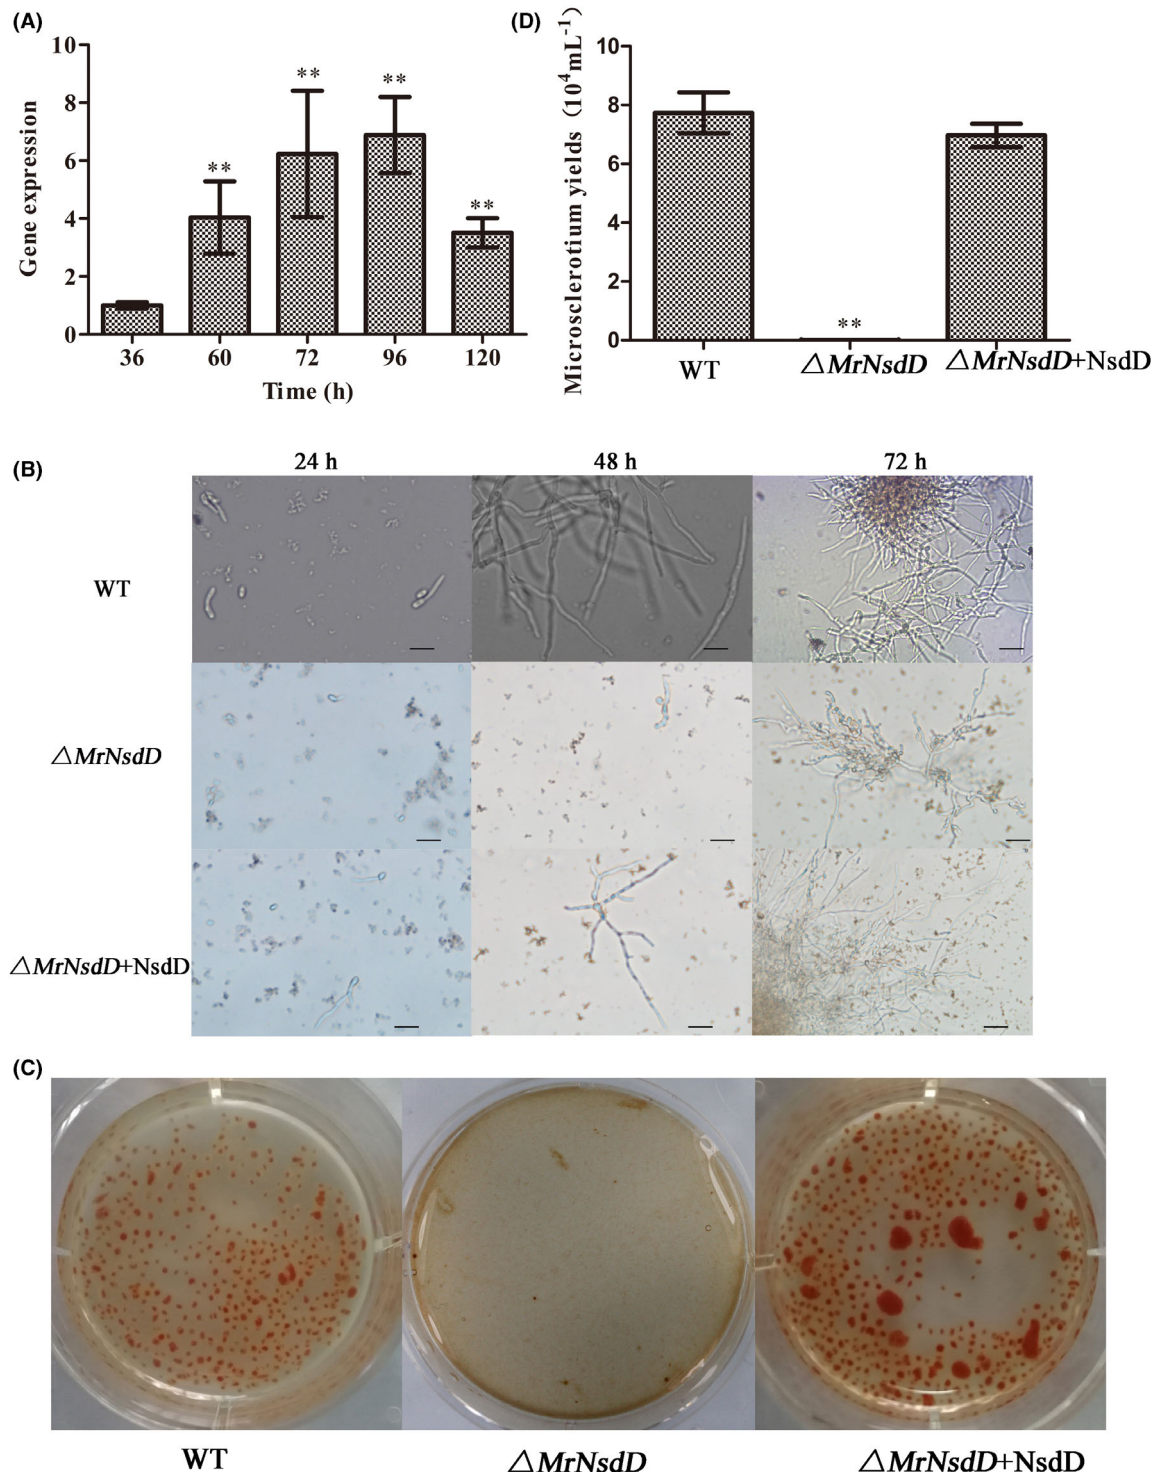 (A)
Gene expression
10
8
6
4
2
0
**
**
**
**
36 60 72 96 120
Time (h)
(D)
Microsclerotium yields (10⁴mL⁻¹)
10
8
6
4
2
0
**
WT △MrNsdD △MrNsdD+NsdD
(B)
24 h 48 h 72 h
WT
△MrNsdD
△MrNsdD+NsdD
(C)
WT △MrNsdD △MrNsdD+NsdD